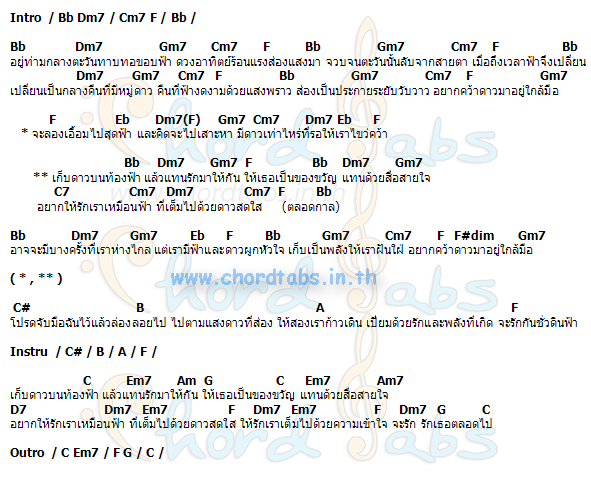 Intro / Bb Dm7 / Cm7 F / Bb /
Bb Dm7 Gm7 Cm7 F Bb Gm7 Cm7 F Bb
อยู่ท่ามกลางตะวันทาบทอขอบฟ้า ดวงอาทิตย์ร้อนแรงส่องแสงมา จวบจนตะวันนั้นลับจากสายตา เมื่อถึงเวลาฟ้าจึงเปลี่ยน
Dm7 Gm7 Cm7 F Bb Gm7 Cm7 F Gm7
เปลี่ยนเป็นกลางคืนที่มีหมู่ดาว คืนที่ฟ้างดงามด้วยแสงพราว ส่องเป็นประกายระยับวับวาว อยากคว้าดาวมาอยู่ใกล้มือ
F Eb Dm7(F) Gm7 Cm7 Dm7 Eb F
* จะลองเอื้อมไปสุดฟ้า และคิดจะไปเสาะหา มีดาวเท่าไหร่ที่รอให้เราไขว่คว้า
Bb Dm7 Gm7 F Bb Dm7 Gm7
** เก็บดาวบนท้องฟ้า แล้วแทนรักมาให้กัน ให้เธอเป็นของขวัญ แทนด้วยสื่อสายใจ
C7 Cm7 Dm7 Cm7 F Bb
อยากให้รักเราเหมือนฟ้า ที่เต็มไปด้วยดาวสดใส (ตลอดกาล)
Bb Dm7 Gm7 Eb F Bb Gm7 Cm7 F F#dim Gm7
อาจจะมีบางครั้งที่เราห่างไกล แต่เรามีฟ้าและดาวผูกหัวใจ เก็บเป็นพลังให้เราฝันใฝ่ อยากคว้าดาวมาอยู่ใกล้มือ
( * , ** )
www.chordtabs.in.th
C# B A F
โปรดจับมือฉันไว้แล้วล่องลอยไป ไปตามแสงดาวที่ส่อง ให้สองเราก้าวเดิน เปี่ยมด้วยรักและพลังที่เกิด จะรักกันชั่วดินฟ้า
Instru / C# / B / A / F /
C Em7 Am G C Em7 Am7
เก็บดาวบนท้องฟ้า แล้วแทนรักมาให้กัน ให้เธอเป็นของขวัญ แทนด้วยสื่อสายใจ
D7 Dm7 Em7 F Dm7 Em7 F Dm7 G C
อยากให้รักเราเหมือนฟ้า ที่เต็มไปด้วยดาวสดใส ให้รักเราเต็มไปด้วยความเข้าใจ จะรัก รักเธอตลอดไป
Outro / C Em7 / F G / C /